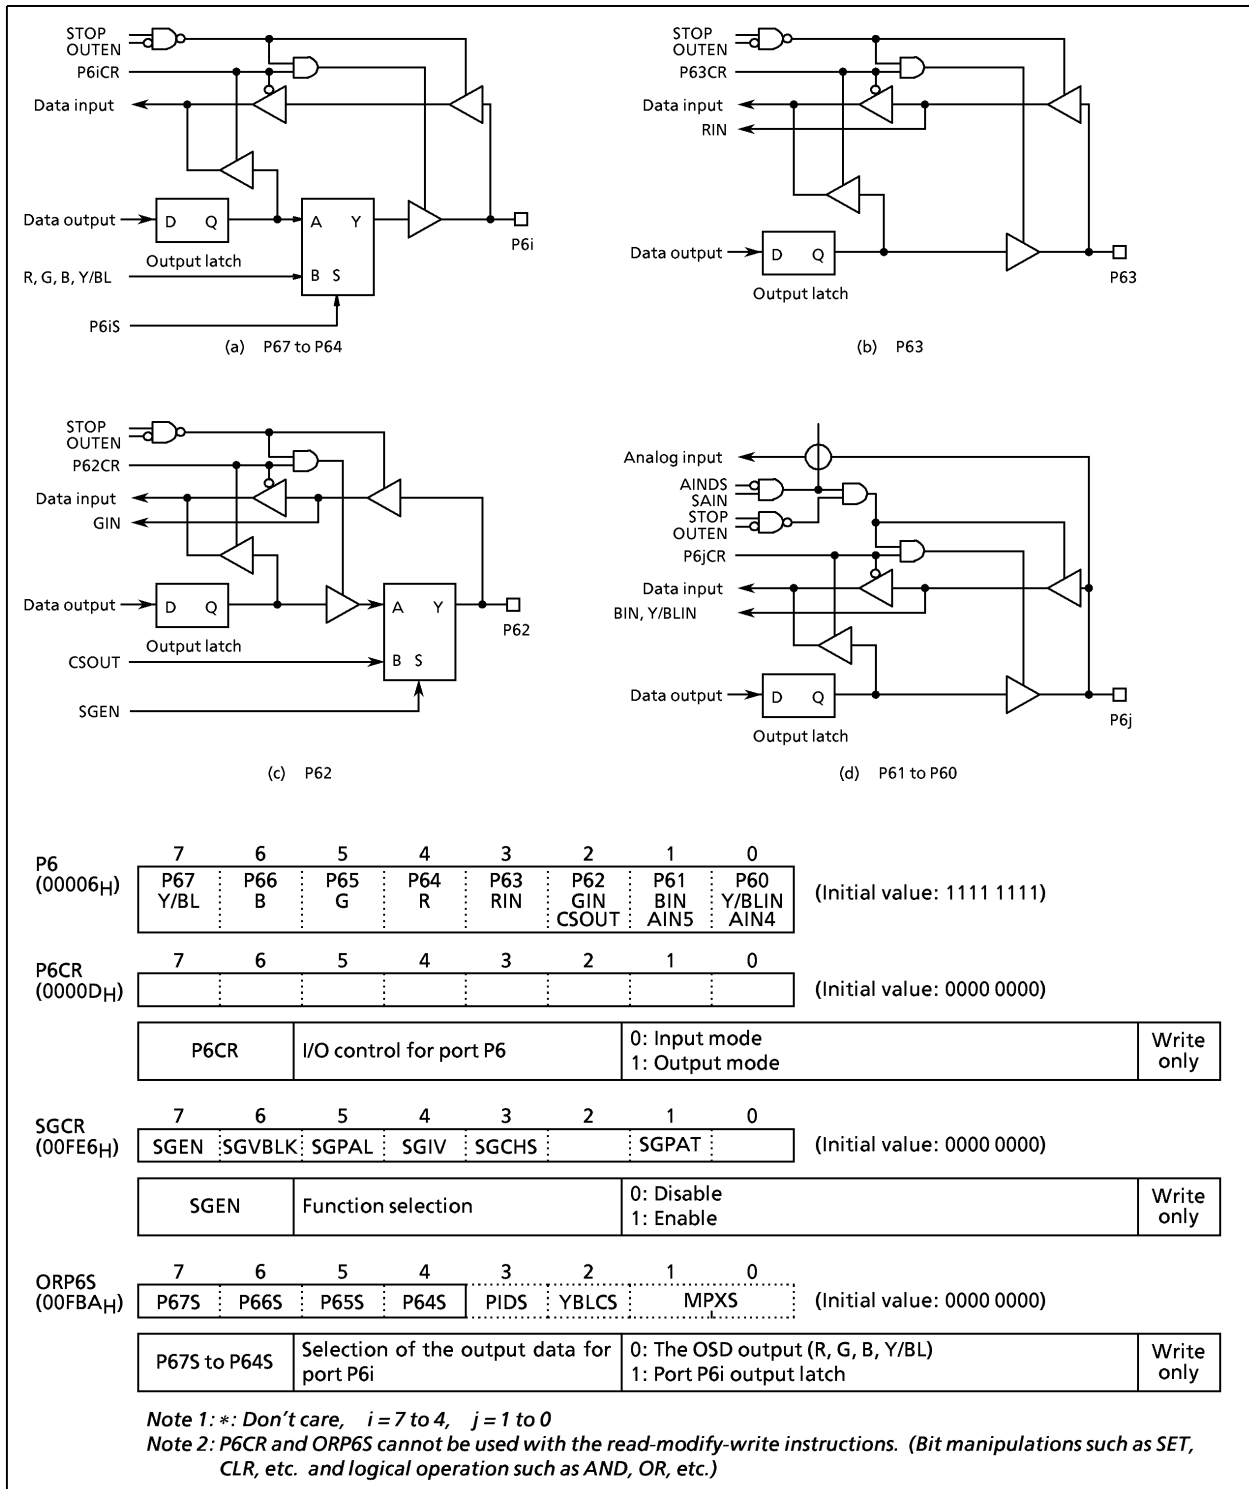 STOP
OUTEN
P6iCR
Data input
Data output
D Q
Output latch
A Y
B S
R, G, B, Y/BL
P6iS
P6i
(a) P67 to P64
STOP
OUTEN
P63CR
Data input
RIN
Data output
D Q
Output latch
P63
(b) P63
STOP
OUTEN
P62CR
Data input
GIN
Data output
D Q
Output latch
A Y
B S
CSOUT
SGEN
P62
(c) P62
Analog input
AINDS
SAIN
STOP
OUTEN
P6jCR
Data input
BIN, Y/BLIN
Data output
D Q
Output latch
P6j
(d) P61 to P60
7 6 5 4 3 2 1 0
P6
(00006H)
P67 P66 P65 P64 P63 P62 P61 P60
Y/BL B G R RIN GIN BIN Y/BLIN
CSOUT AIN5 AIN4
(Initial value: 1111 1111)
7 6 5 4 3 2 1 0
P6CR
(0000DH)
(Initial value: 0000 0000)
P6CR
I/O control for port P6
0: Input mode
1: Output mode
Write
only
7 6 5 4 3 2 1 0
SGCR
(00FE6H)
SGEN SGVBLK SGPAL SGIV SGCHS SGPAT
(Initial value: 0000 0000)
SGEN
Function selection
0: Disable
1: Enable
Write
only
7 6 5 4 3 2 1 0
ORP6S
(00FBAH)
P67S P66S P65S P64S PIDS YBLCS MPXS
(Initial value: 0000 0000)
P67S to P64S
Selection of the output data for
port P6i
0: The OSD output (R, G, B, Y/BL)
1: Port P6i output latch
Write
only
Note 1: *: Don't care, i = 7 to 4, j = 1 to 0
Note 2: P6CR and ORP6S cannot be used with the read-modify-write instructions. (Bit manipulations such as SET,
CLR, etc. and logical operation such as AND, OR, etc.)